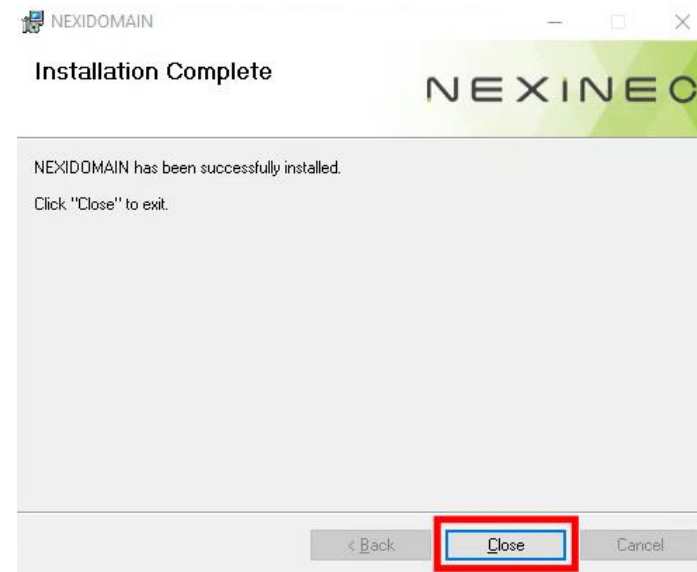 NEXIDOMAIN
Installation Complete
NEXINEC
NEXIDOMAIN has been successfully installed.
Click "Close" to exit.
< Back
Close
Cancel